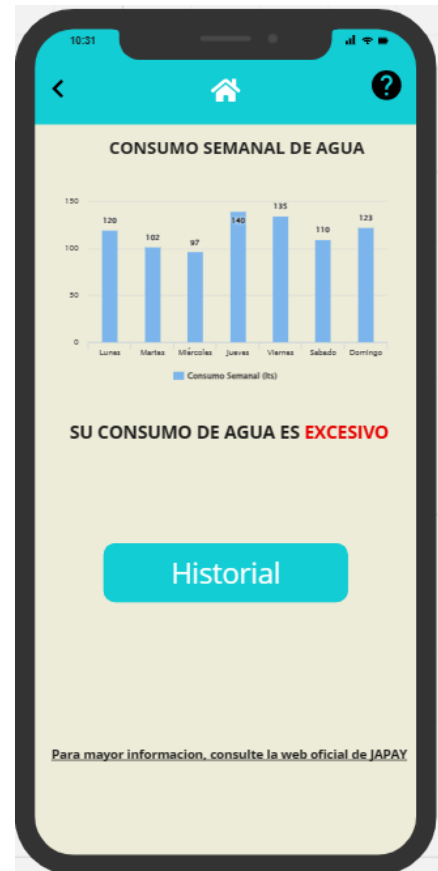 10:31
?
CONSUMO SEMANAL DE AGUA
150
120
102
97
140
135
110
123
100
50
0
Lunes Martes Miércoles Jueves Viernes Sabado Domingo
Consumo Semanal (lts)
SU CONSUMO DE AGUA ES EXCESIVO
Historial
Para mayor informacion, consulte la web oficial de JAPAY